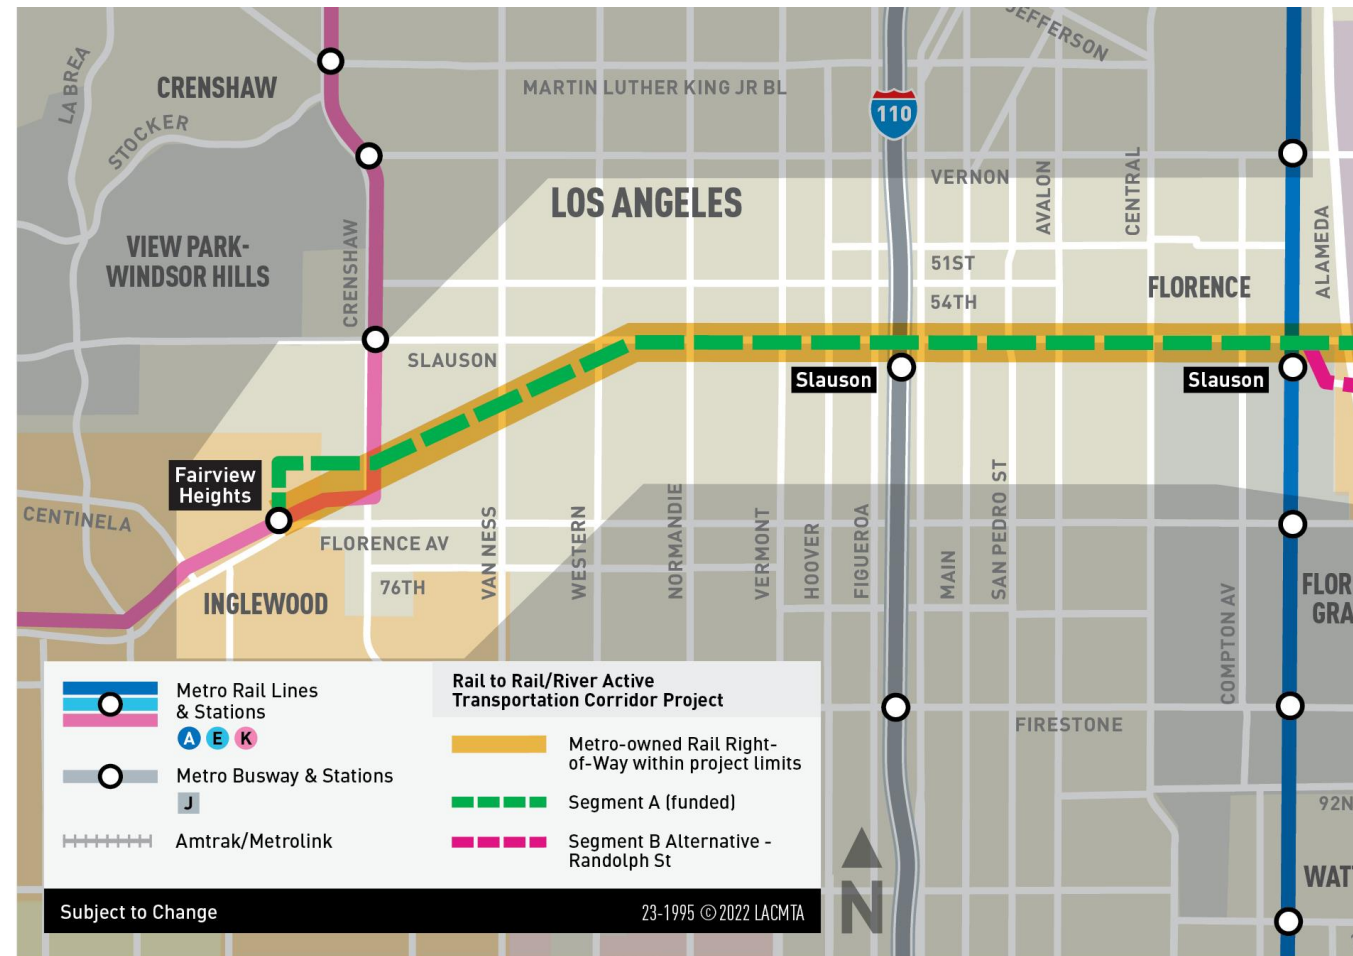 JEFFERSON
LA BREA
CRENSHAW
MARTIN LUTHER KING JR BL
110
STOCKER
VERNON
AVALON
CENTRAL
LOS ANGELES
ALAMEDA
VIEW PARK-
WINDSOR HILLS
CRENSHAW
51ST
FLORENCE
54TH
SLAUSON
Slauson
Slauson
Fairview
Heights
CENTINELA
FLORENCE AV
VAN NESS
WESTERN
NORMANDIE
VERMONT
HOOVER
FIGUEROA
MAIN
SAN PEDRO ST
76TH
INGLEWOOD
FLOR
GRA
COMPTON AV
FIRESTONE
92N
WAT
Metro Rail Lines
& Stations
A E K
Metro Busway & Stations
J
Amtrak/Metrolink
Rail to Rail/River Active
Transportation Corridor Project
Metro-owned Rail Right-
of-Way within project limits
Segment A (funded)
Segment B Alternative -
Randolph St
N
Subject to Change
23-1995 © 2022 LACMTA